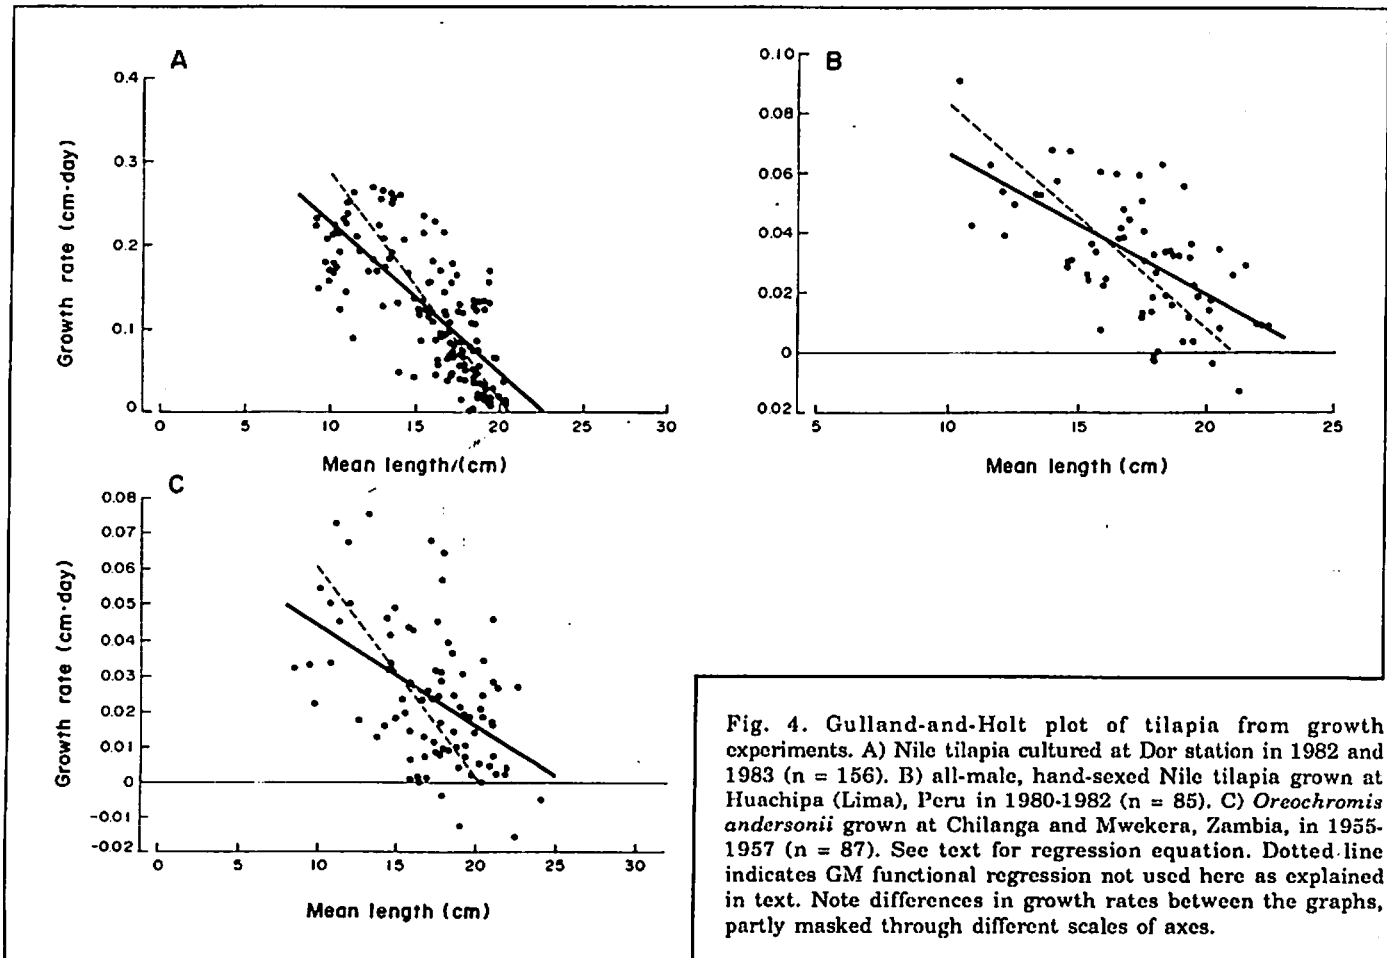 A
0.4
0.3
0.2
0.1
0
0 5 10 15 20 25 30
Growth rate (cm·day)
Mean length/(cm)
B
0.10
0.08
0.06
0.04
0.02
0
0.02
5 10 15 20 25
Mean length (cm)
C
0.08
0.07
0.06
0.05
0.04
0.03
0.02
0.01
0
-0.01
-0.02
0 5 10 15 20 25 30
Growth rate (cm·day)
Mean length (cm)
Fig. 4. Gulland-and-Holt plot of tilapia from growth
experiments. A) Nile tilapia cultured at Dor station in 1982 and
1983 (n = 156). B) all-male, hand-sexed Nile tilapia grown at
Huachipa (Lima), Peru in 1980-1982 (n = 85). C) Oreochromis
andersonii grown at Chilanga and Mwekera, Zambia, in 1955-
1957 (n = 87). See text for regression equation. Dotted line
indicates GM functional regression not used here as explained
in text. Note differences in growth rates between the graphs,
partly masked through different scales of axes.